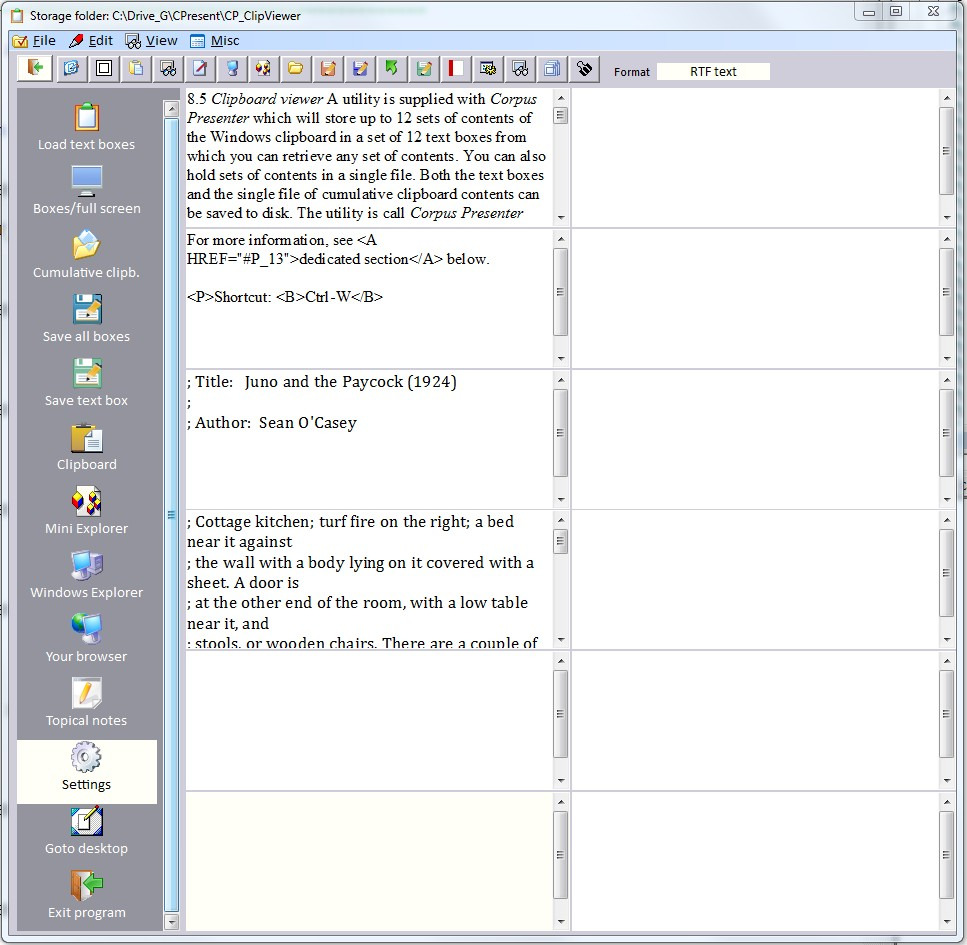 Storage folder: C:\Drive_G\CPresent\CP_ClipViewer
File Edit View Misc
Format RTF text
Load text boxes
Boxes/full screen
Cumulative clipb.
Save all boxes
Save text box
Clipboard
Mini Explorer
Windows Explorer
Your browser
Topical notes
Settings
Goto desktop
Exit program
8.5 Clipboard viewer A utility is supplied with Corpus
Presenter which will store up to 12 sets of contents of
the Windows clipboard in a set of 12 text boxes from
which you can retrieve any set of contents. You can also
hold sets of contents in a single file. Both the text boxes
and the single file of cumulative clipboard contents can
be saved to disk. The utility is call Corpus Presenter
For more information, see <A
HREF="#P_13">dedicated section</A> below.
<P>Shortcut: <B>Ctrl-W</B>
; Title: Juno and the Paycock (1924)
;
; Author: Sean O'Casey
; Cottage kitchen; turf fire on the right; a bed
near it against
; the wall with a body lying on it covered with a
sheet. A door is
; at the other end of the room, with a low table
near it, and
; stools, or wooden chairs. There are a couple of